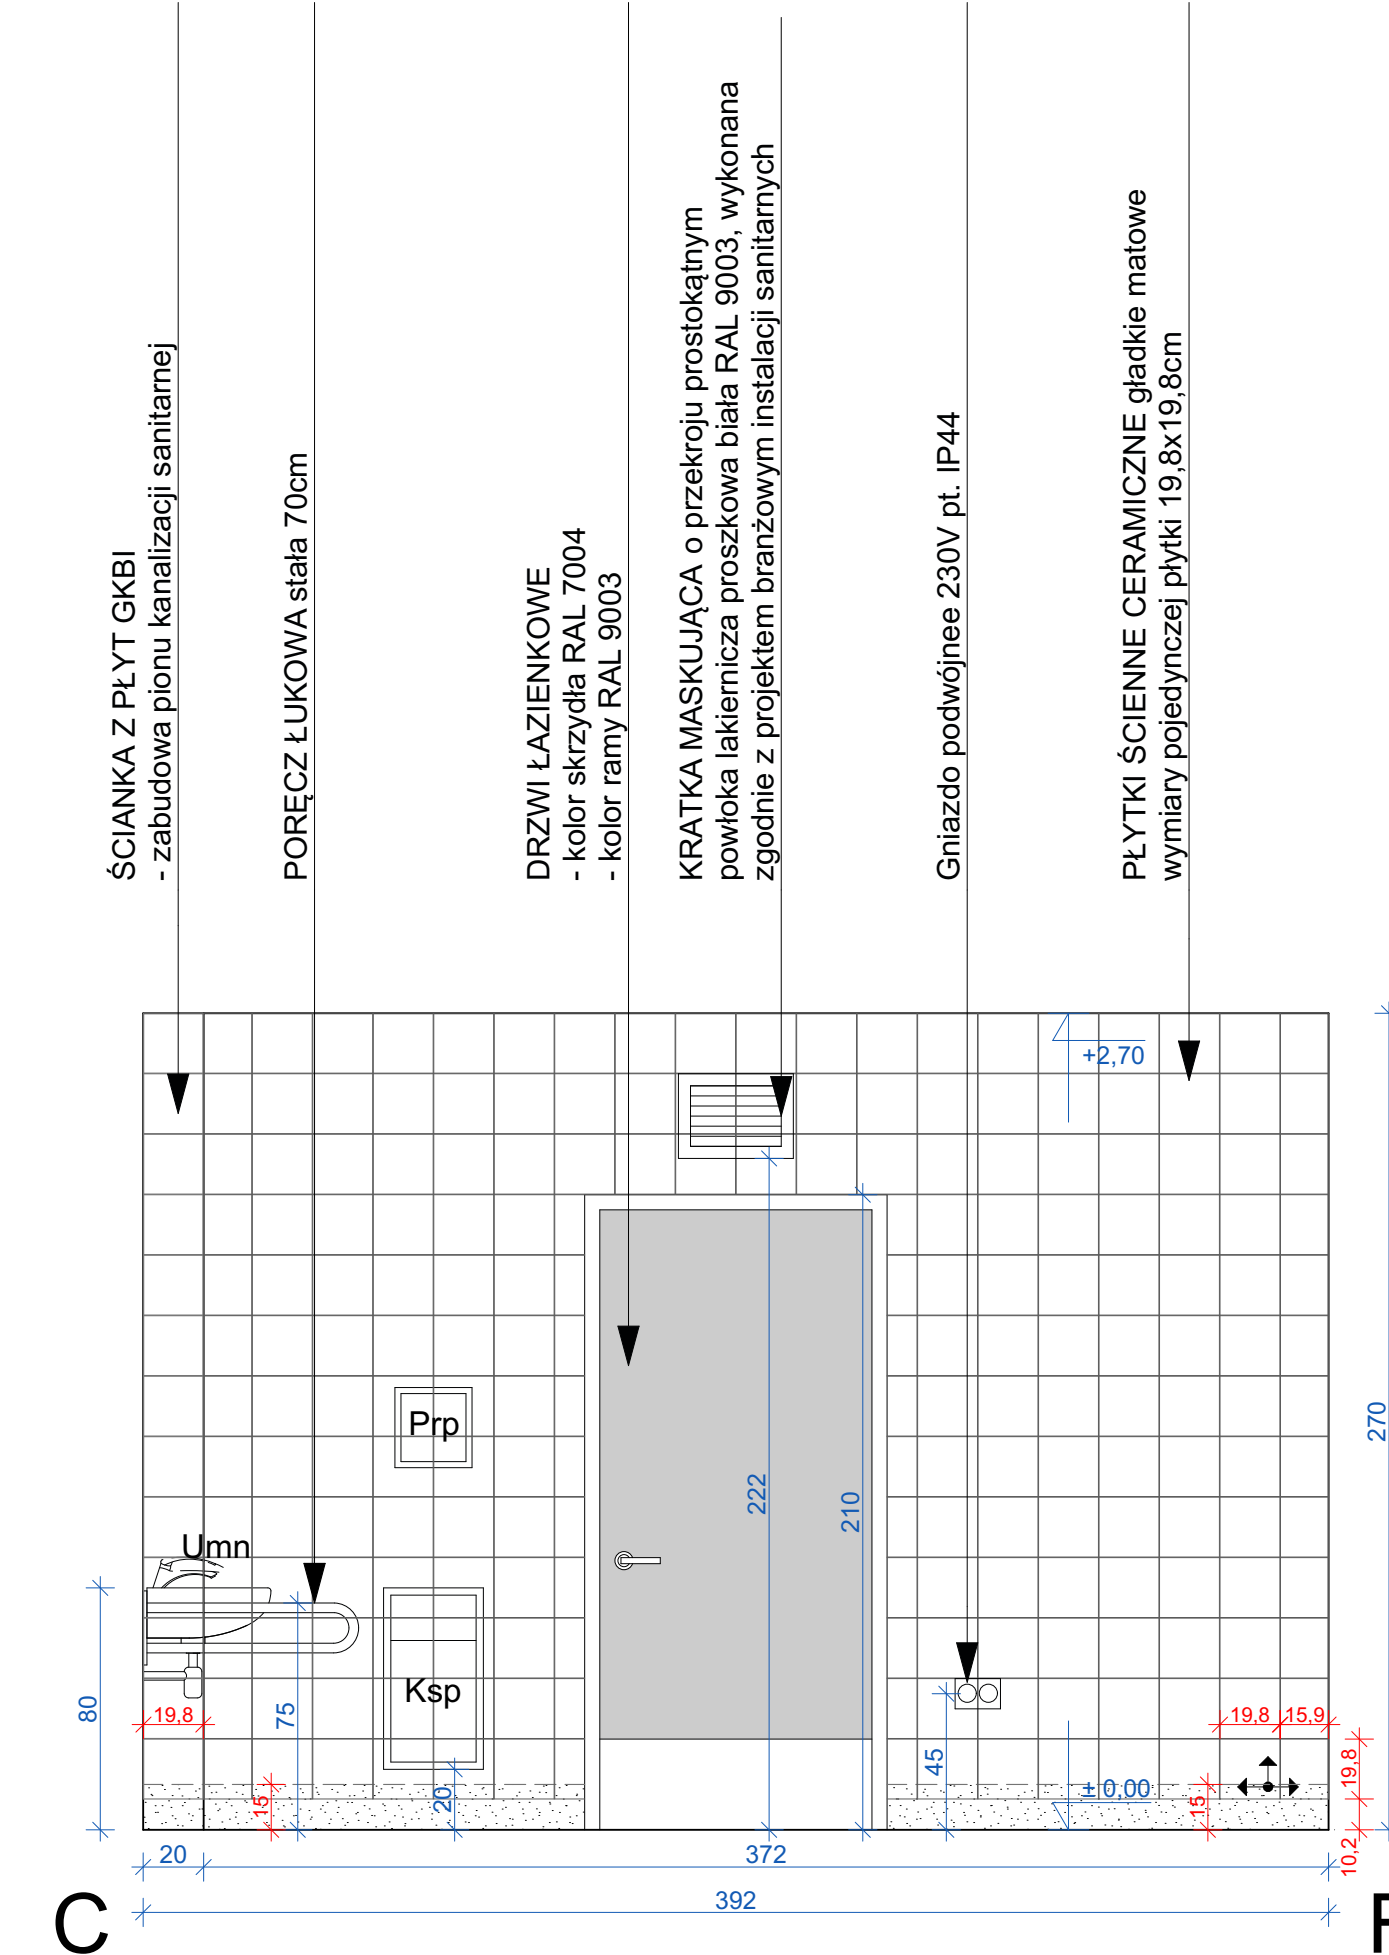 ŚCIANKA Z PŁYT GKBI
- zabudowa pionu kanalizacji sanitarnej
PORĘCZ ŁUKOWA stała 70cm
DRZWI ŁAZIENKOWE
- kolor skrzydła RAL 7004
- kolor ramy RAL 9003
KRATKA MASKUJĄCA o przekroju prostokątnym
powłoka lakiernicza proszkowa biała RAL 9003, wykonana
zgodnie z projektem branżowym instalacji sanitarnych
Gniazdo podwójnee 230V pt. IP44
PŁYTKI ŚCIENNE CERAMICZNE gładkie matowe
wymiary pojedynczej płytki 19,8x19,8cm
+2,70
270
Prp
222
210
Umn
Ksp
80
19,8
75
15
20
45
± 0,00
19,8
15,9
15
19,8
10,2
20
372
392
C